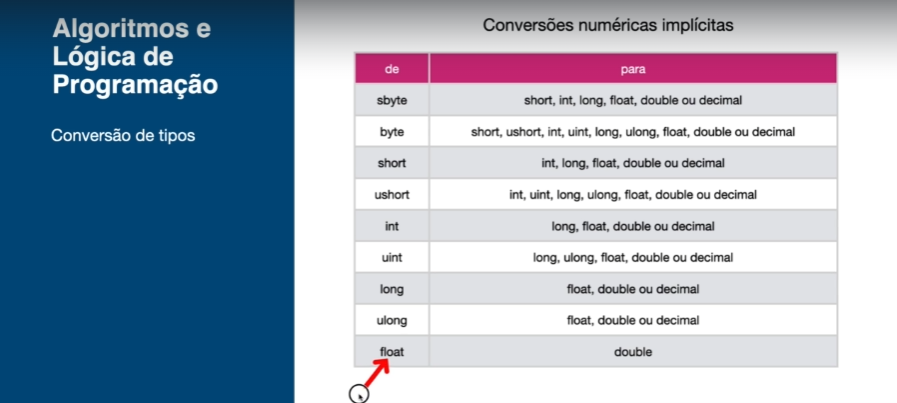 Algoritmos e
Lógica de
Programação
Conversão de tipos
Conversões numéricas implícitas
de para
sbyte short, int, long, float, double ou decimal
byte short, ushort, int, uint, long, ulong, float, double ou decimal
short int, long, float, double ou decimal
ushort int, uint, long, ulong, float, double ou decimal
int long, float, double ou decimal
uint long, ulong, float, double ou decimal
long float, double ou decimal
ulong float, double ou decimal
float double